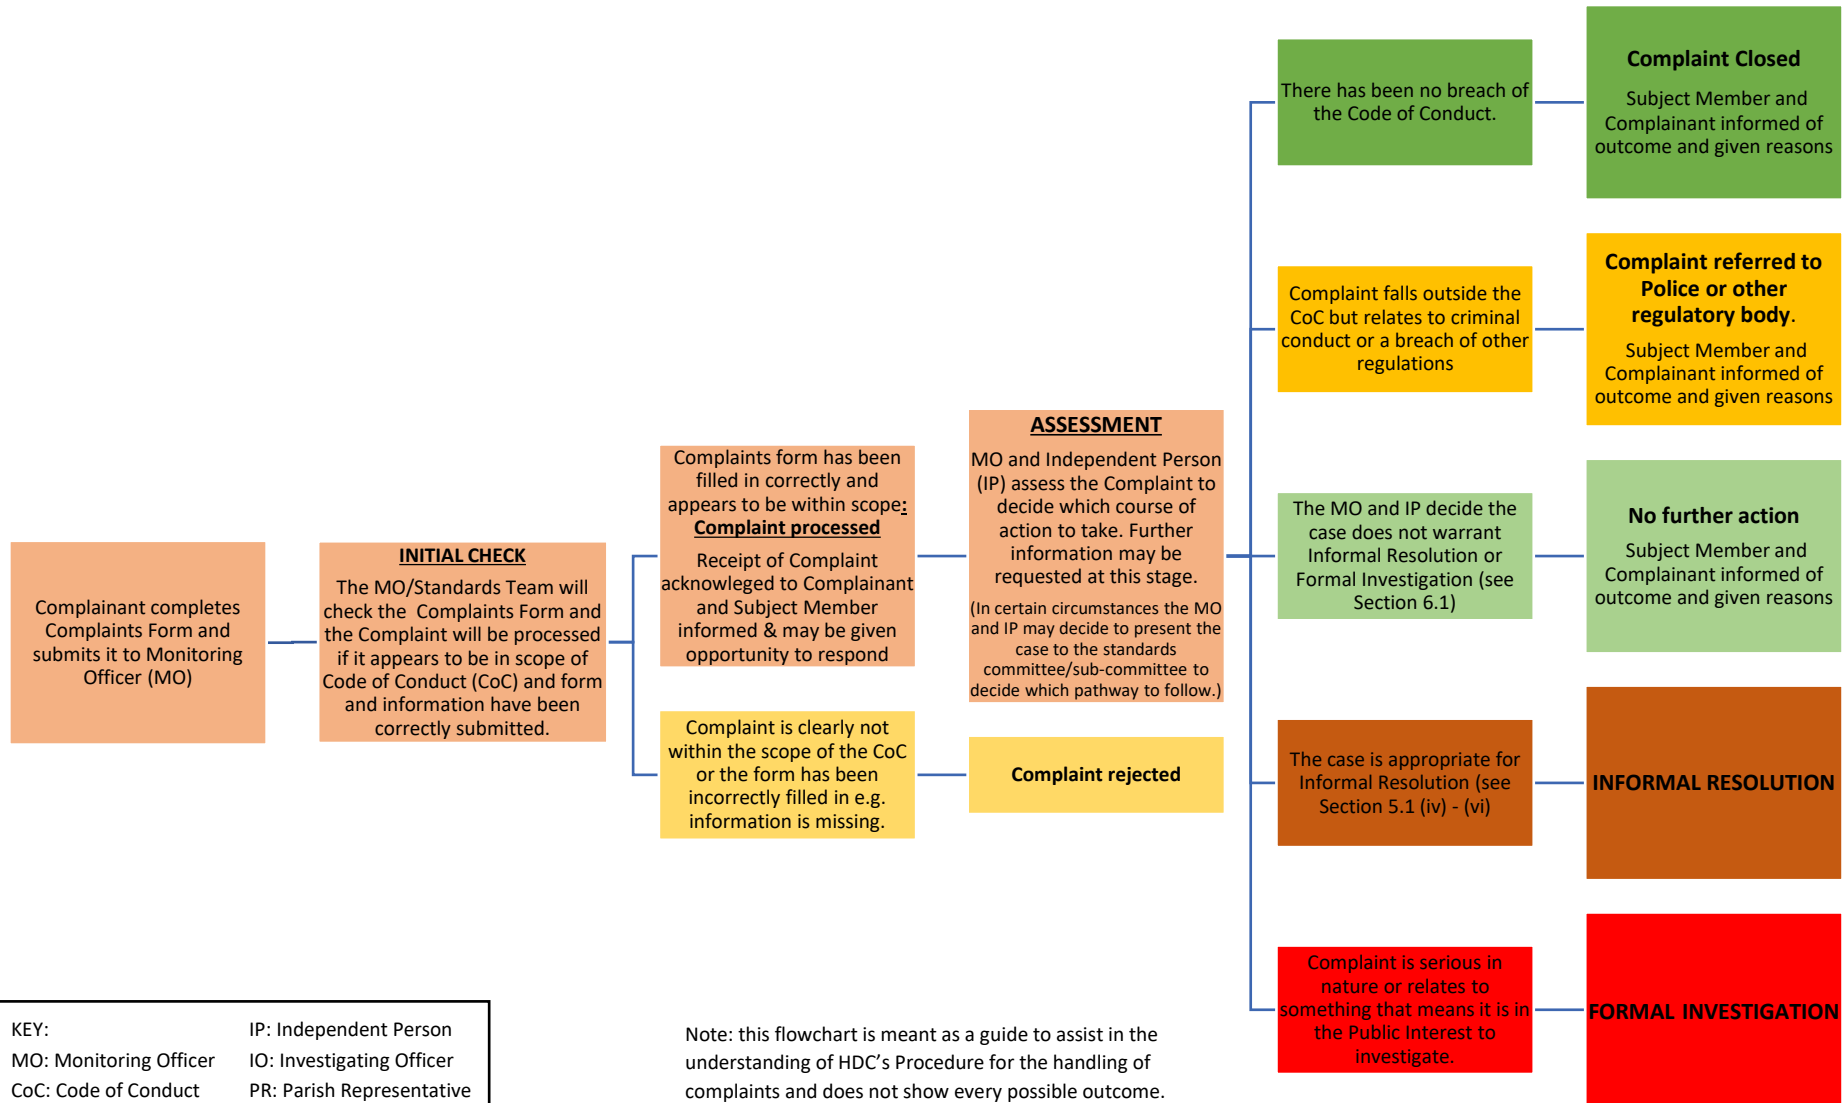 Complainant completes
Complaints Form and
submits it to Monitoring
Officer (MO)
INITIAL CHECK
The MO/Standards Team will
check the Complaints Form and
the Complaint will be processed
if it appears to be in scope of
Code of Conduct (CoC) and form
and information have been
correctly submitted.
Complaints form has been
filled in correctly and
appears to be within scope:
Complaint processed
Receipt of Complaint
acknowleged to Complainant
and Subject Member
informed & may be given
opportunity to respond
Complaint is clearly not
within the scope of the CoC
or the form has been
incorrectly filled in e.g.
information is missing.
ASSESSMENT
MO and Independent Person
(IP) assess the Complaint to
decide which course of
action to take. Further
information may be
requested at this stage.
(In certain circumstances the MO
and IP may decide to present the
case to the standards
committee/sub-committee to
decide which pathway to follow.)
Complaint rejected
There has been no breach of
the Code of Conduct.
Complaint Closed
Subject Member and
Complainant informed of
outcome and given reasons
Complaint falls outside the
CoC but relates to criminal
conduct or a breach of other
regulations
Complaint referred to
Police or other
regulatory body.
Subject Member and
Complainant informed of
outcome and given reasons
The MO and IP decide the
case does not warrant
Informal Resolution or
Formal Investigation (see
Section 6.1)
No further action
Subject Member and
Complainant informed of
outcome and given reasons
The case is appropriate for
Informal Resolution (see
Section 5.1 (iv) - (vi)
INFORMAL RESOLUTION
Complaint is serious in
nature or relates to
something that means it is in
the Public Interest to
investigate.
FORMAL INVESTIGATION
KEY: IP: Independent Person
MO: Monitoring Officer IO: Investigating Officer
CoC: Code of Conduct PR: Parish Representative
Note: this flowchart is meant as a guide to assist in the
understanding of HDC’s Procedure for the handling of
complaints and does not show every possible outcome.